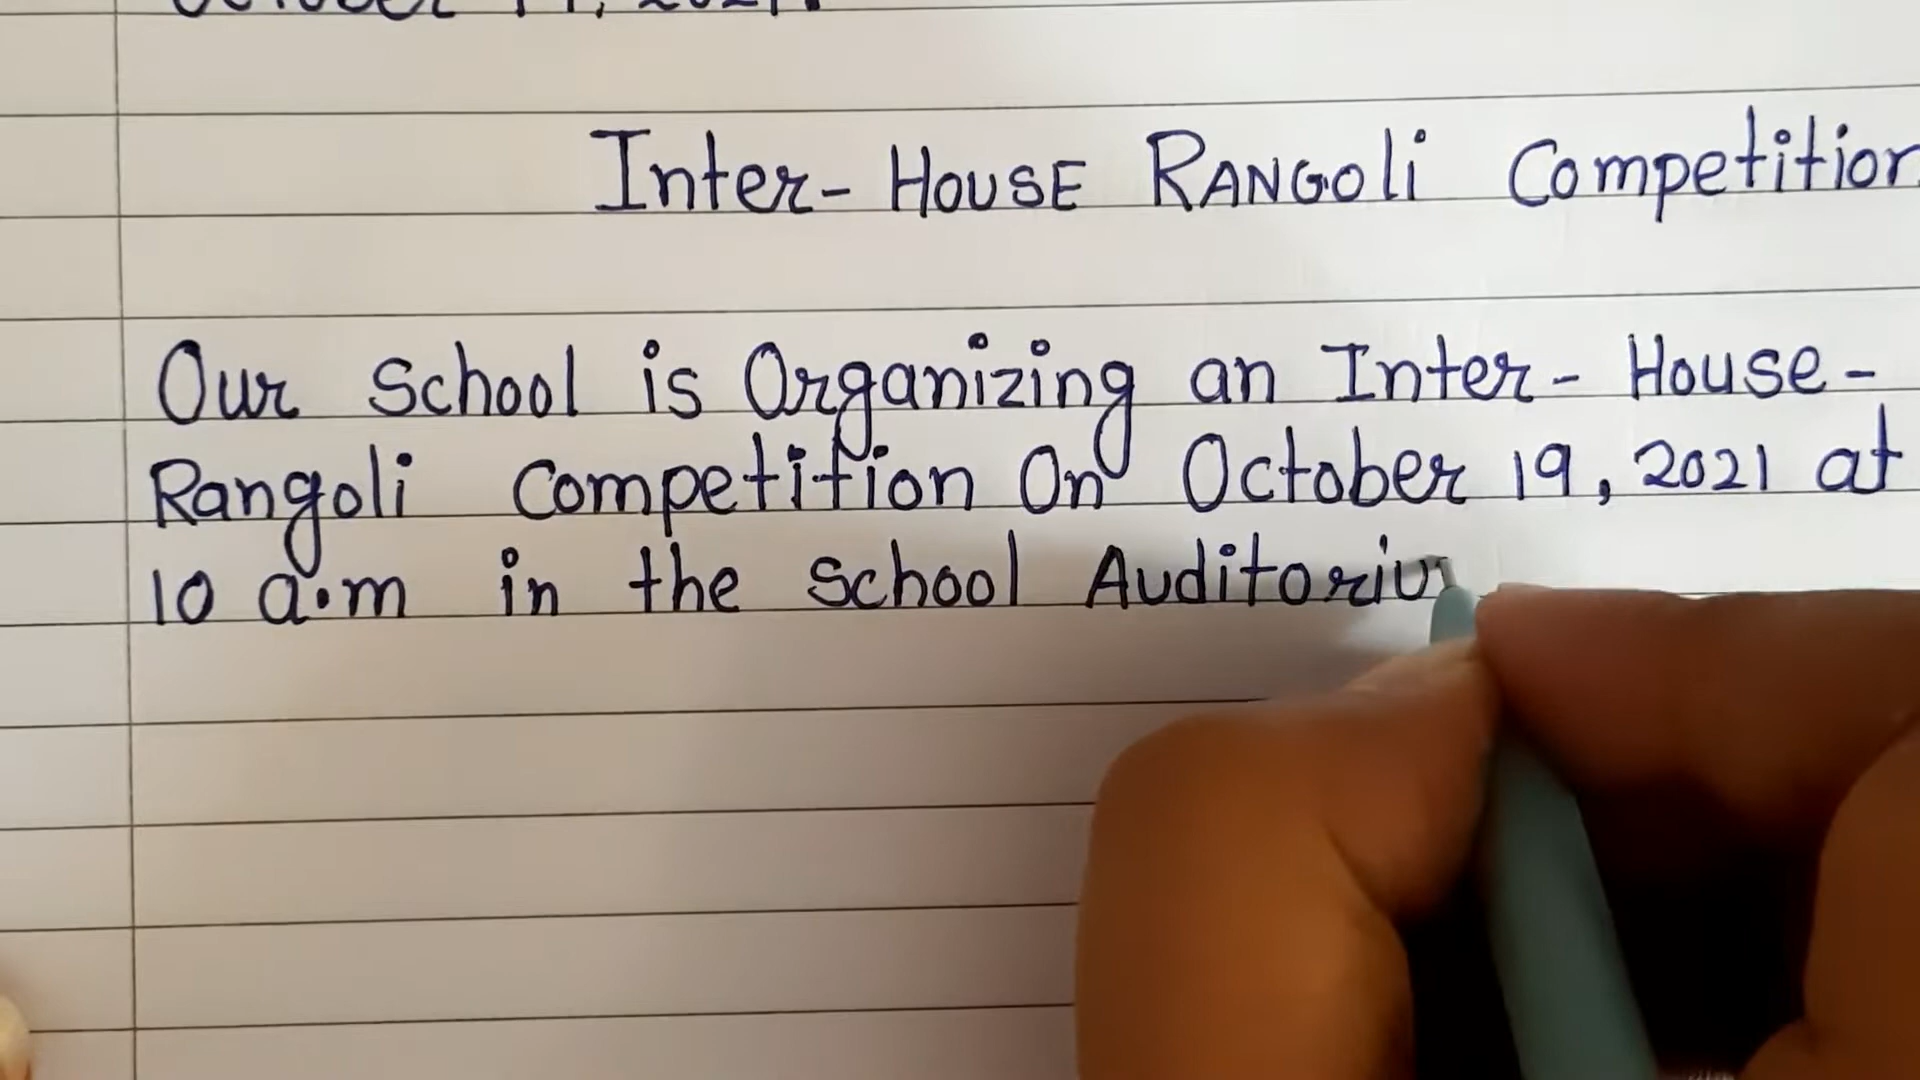 Inter- HOUSE RANGOli Competition
Our School is Organizing an Inter- House-
Rangoli Competition On October 19, 2021 at
10 a.m in the School Auditoriu